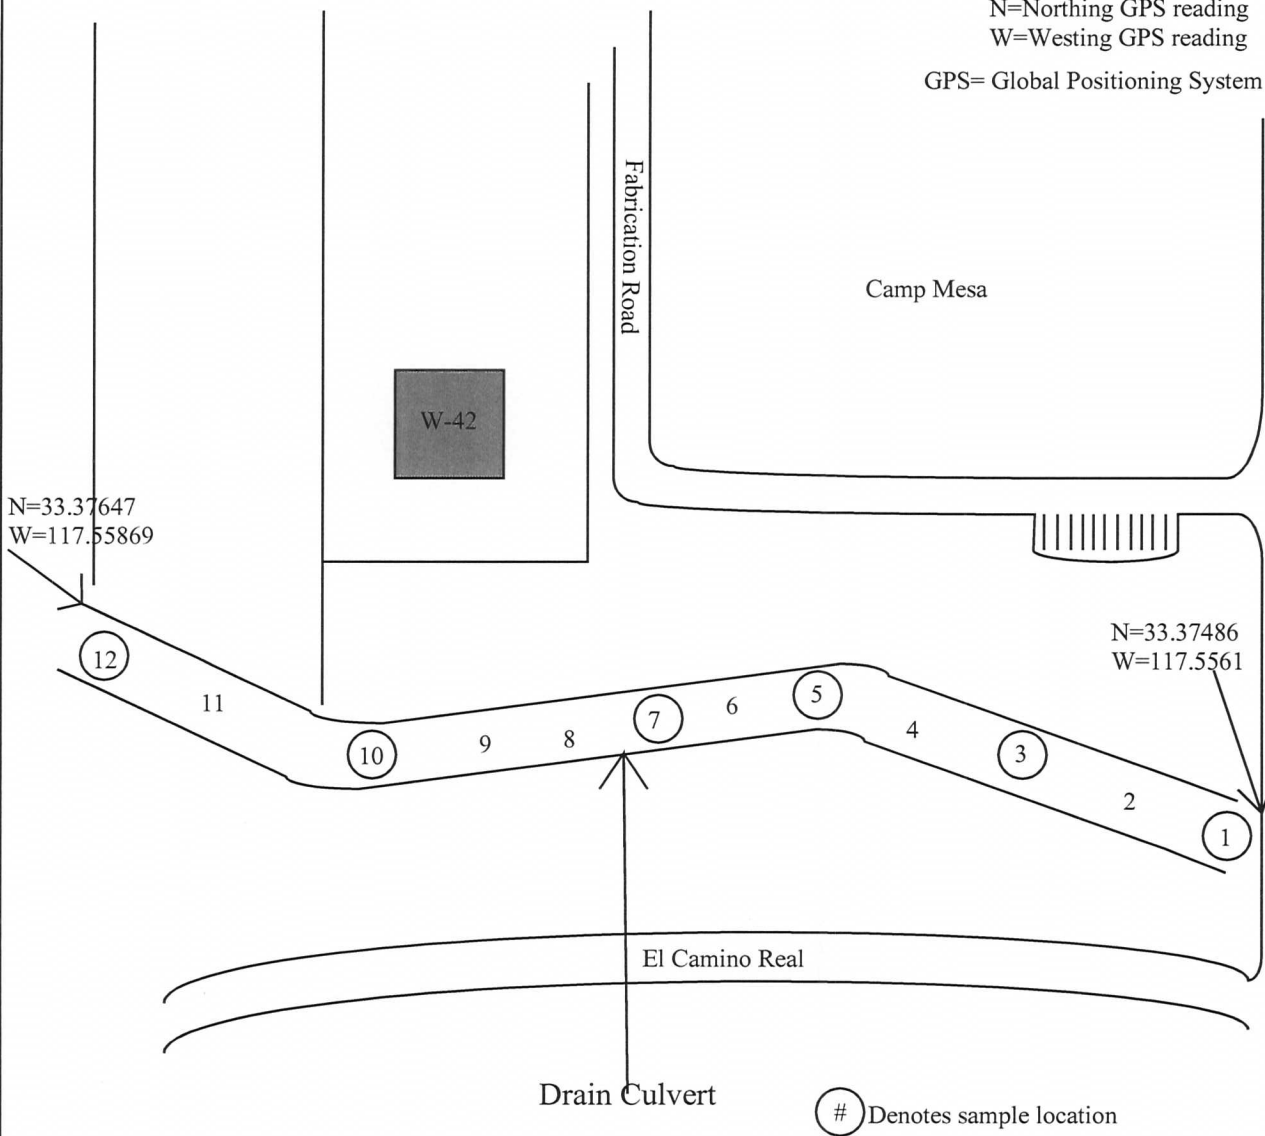 N=Northing GPS reading
W=Westing GPS reading
GPS= Global Positioning System
Fabrication Road
Camp Mesa
W-42
N=33.37647
W=117.55869
N=33.37486
W=117.5561
12
11
10
9
8
7
6
5
4
3
2
1
El Camino Real
Drain Culvert
# Denotes sample location